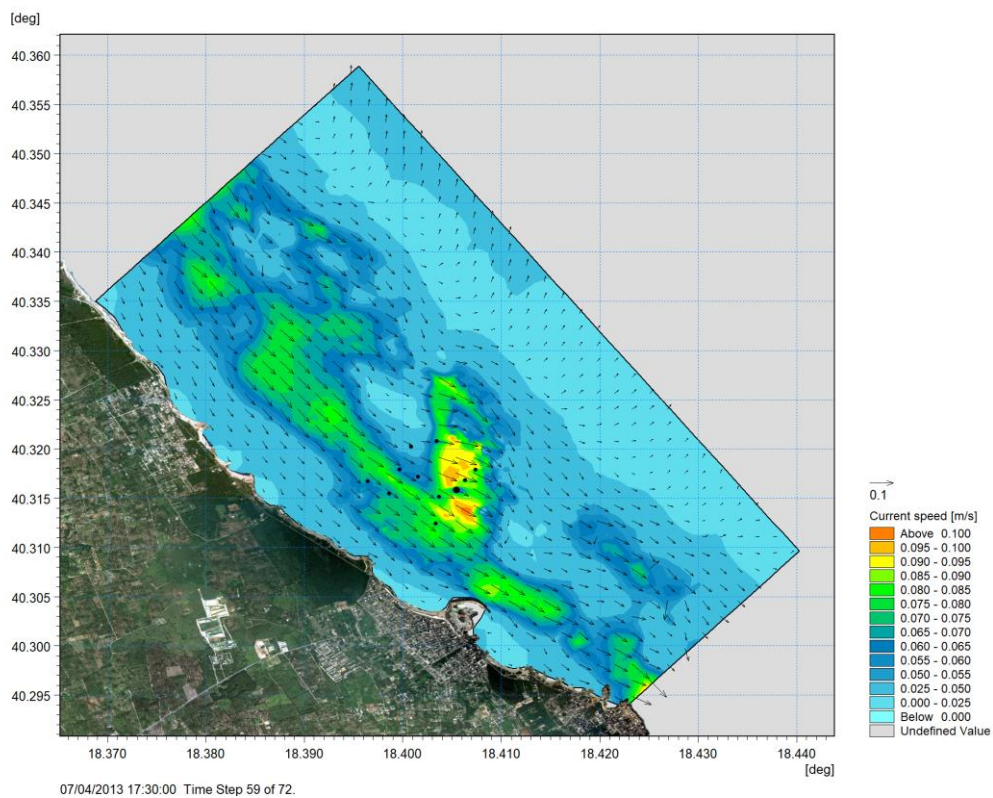 [deg]
40.360
40.355
40.350
40.345
40.340
40.335
40.330
40.325
40.320
40.315
40.310
40.305
40.300
40.295
18.370 18.380 18.390 18.400 18.410 18.420 18.430 18.440
[deg]
0.1
Current speed [m/s]
Above 0.100
0.095 - 0.100
0.090 - 0.095
0.085 - 0.090
0.080 - 0.085
0.075 - 0.080
0.070 - 0.075
0.065 - 0.070
0.060 - 0.065
0.055 - 0.060
0.050 - 0.055
0.025 - 0.050
0.000 - 0.025
Below 0.000
Undefined Value
07/04/2013 17:30:00 Time Step 59 of 72.